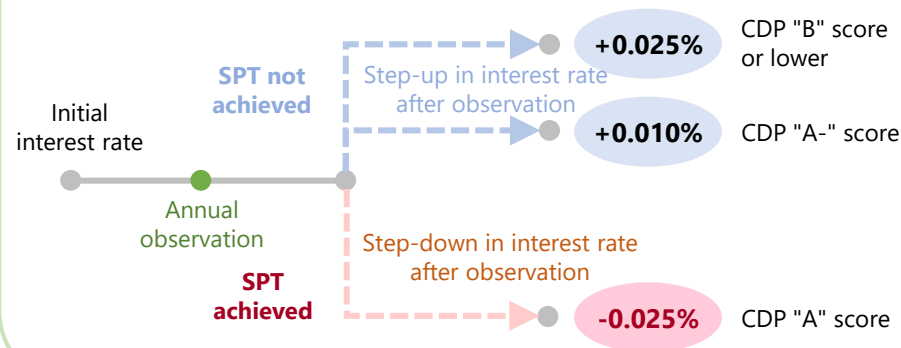 +0.025%
CDP "B" score
or lower
SPT not
achieved
Step-up in interest rate
after observation
Initial
interest rate
+0.010%
CDP "A-" score
Annual
observation
Step-down in interest rate
after observation
SPT
achieved
-0.025%
CDP "A" score